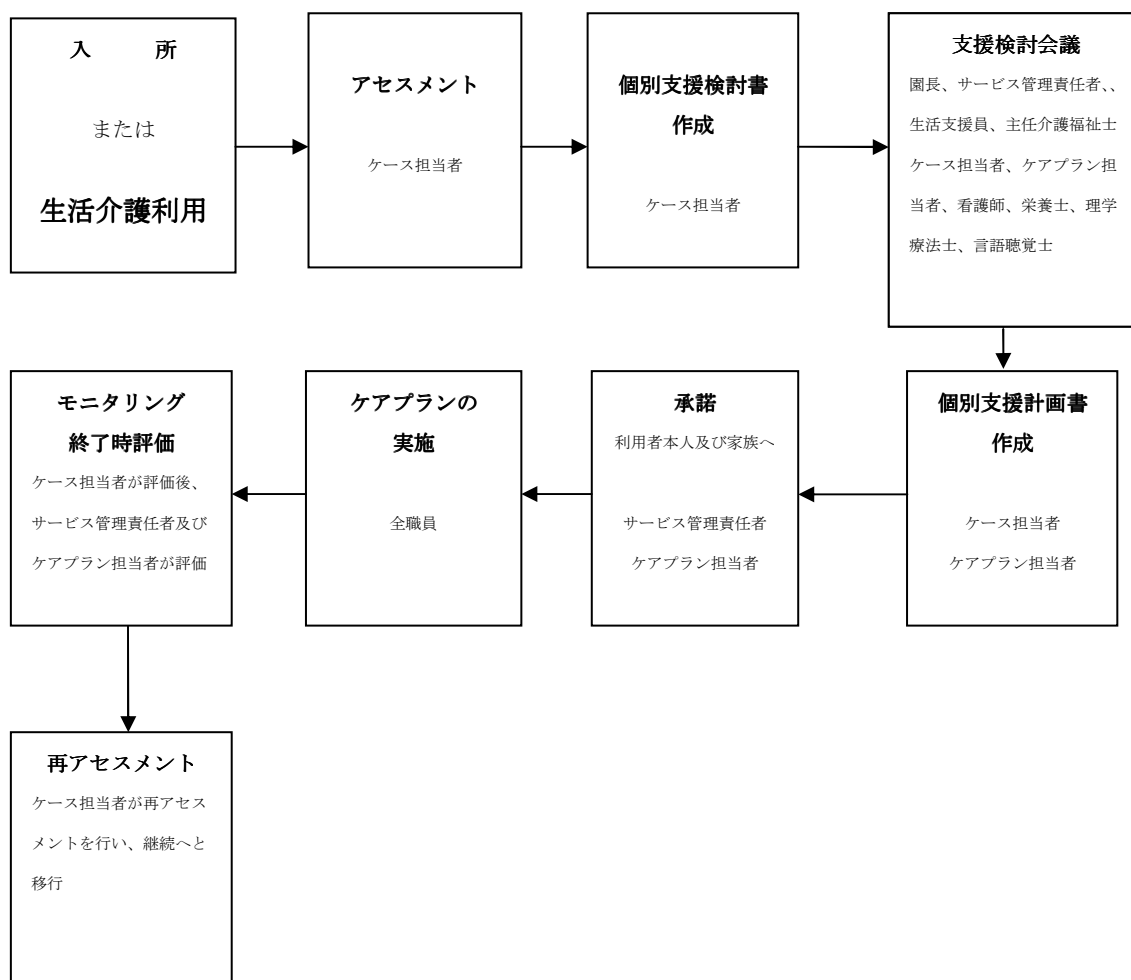 入 所
または
生活介護利用
アセスメント
ケース担当者
個別支援検討書
作成
ケース担当者
支援検討会議
園長、サービス管理責任者、、
生活支援員、主任介護福祉士
ケース担当者、ケアプラン担
当者、看護師、栄養士、理学
療法士、言語聴覚士
個別支援計画書
作成
ケース担当者
ケアプラン担当者
承諾
利用者本人及び家族へ
サービス管理責任者
ケアプラン担当者
ケアプランの
実施
全職員
モニタリング
終了時評価
ケース担当者が評価後、
サービス管理責任者及び
ケアプラン担当者が評価
再アセスメント
ケース担当者が再アセス
メントを行い、継続へと
移行